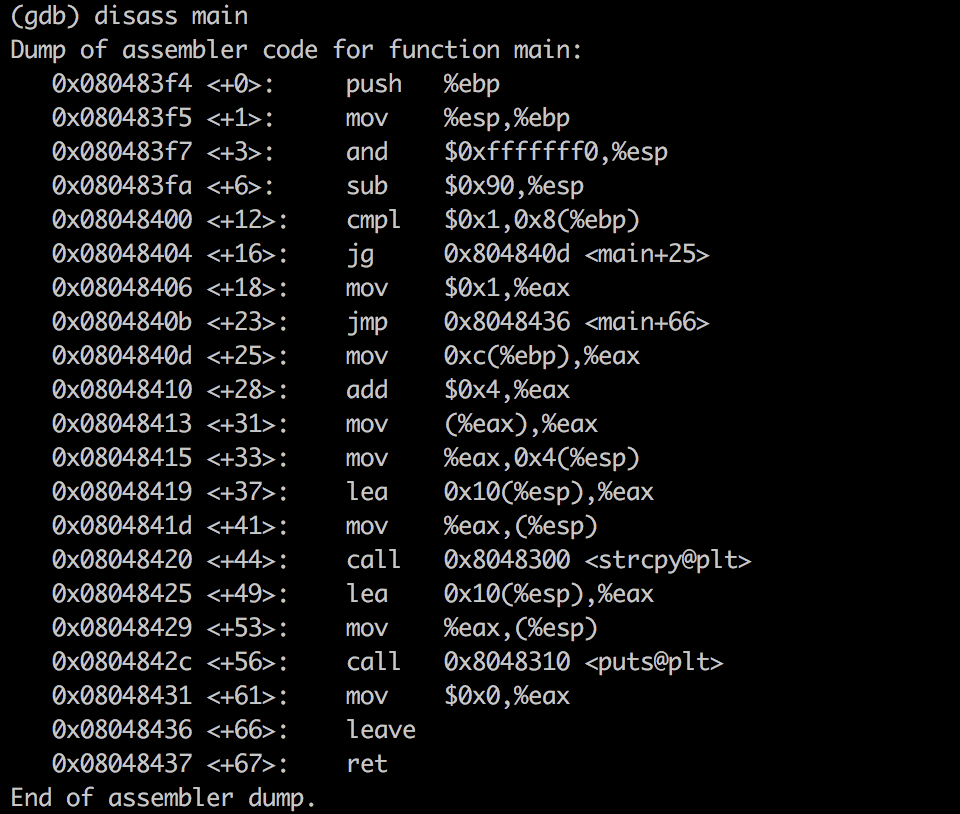 (gdb) disass main
Dump of assembler code for function main:
   0x080483f4 <+0>:     push   %ebp
   0x080483f5 <+1>:     mov    %esp,%ebp
   0x080483f7 <+3>:     and    $0xfffffff0,%esp
   0x080483fa <+6>:     sub    $0x90,%esp
   0x08048400 <+12>:    cmpl   $0x1,0x8(%ebp)
   0x08048404 <+16>:    jg     0x804840d <main+25>
   0x08048406 <+18>:    mov    $0x1,%eax
   0x0804840b <+23>:    jmp    0x8048436 <main+66>
   0x0804840d <+25>:    mov    0xc(%ebp),%eax
   0x08048410 <+28>:    add    $0x4,%eax
   0x08048413 <+31>:    mov    (%eax),%eax
   0x08048415 <+33>:    mov    %eax,0x4(%esp)
   0x08048419 <+37>:    lea    0x10(%esp),%eax
   0x0804841d <+41>:    mov    %eax,(%esp)
   0x08048420 <+44>:    call   0x8048300 <strcpy@plt>
   0x08048425 <+49>:    lea    0x10(%esp),%eax
   0x08048429 <+53>:    mov    %eax,(%esp)
   0x0804842c <+56>:    call   0x8048310 <puts@plt>
   0x08048431 <+61>:    mov    $0x0,%eax
   0x08048436 <+66>:    leave
   0x08048437 <+67>:    ret
End of assembler dump.